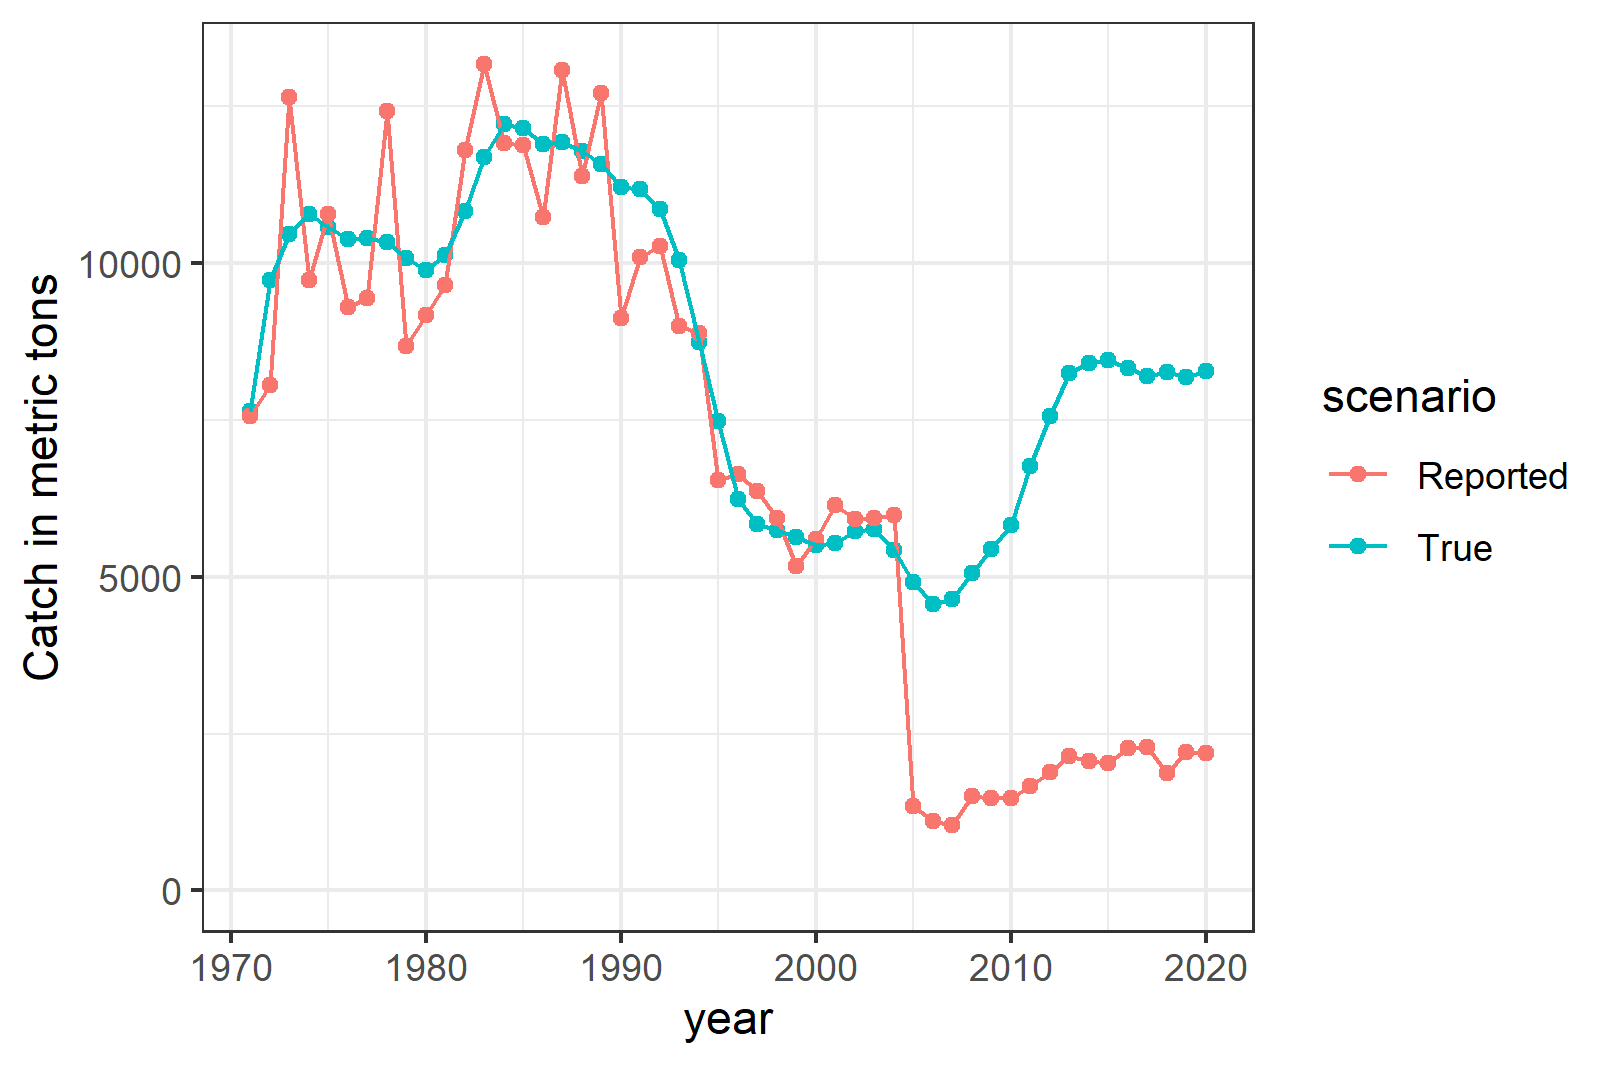 Catch in metric tons
10000
5000
0
1970 1980 1990 2000 2010 2020
year
scenario
Reported
True